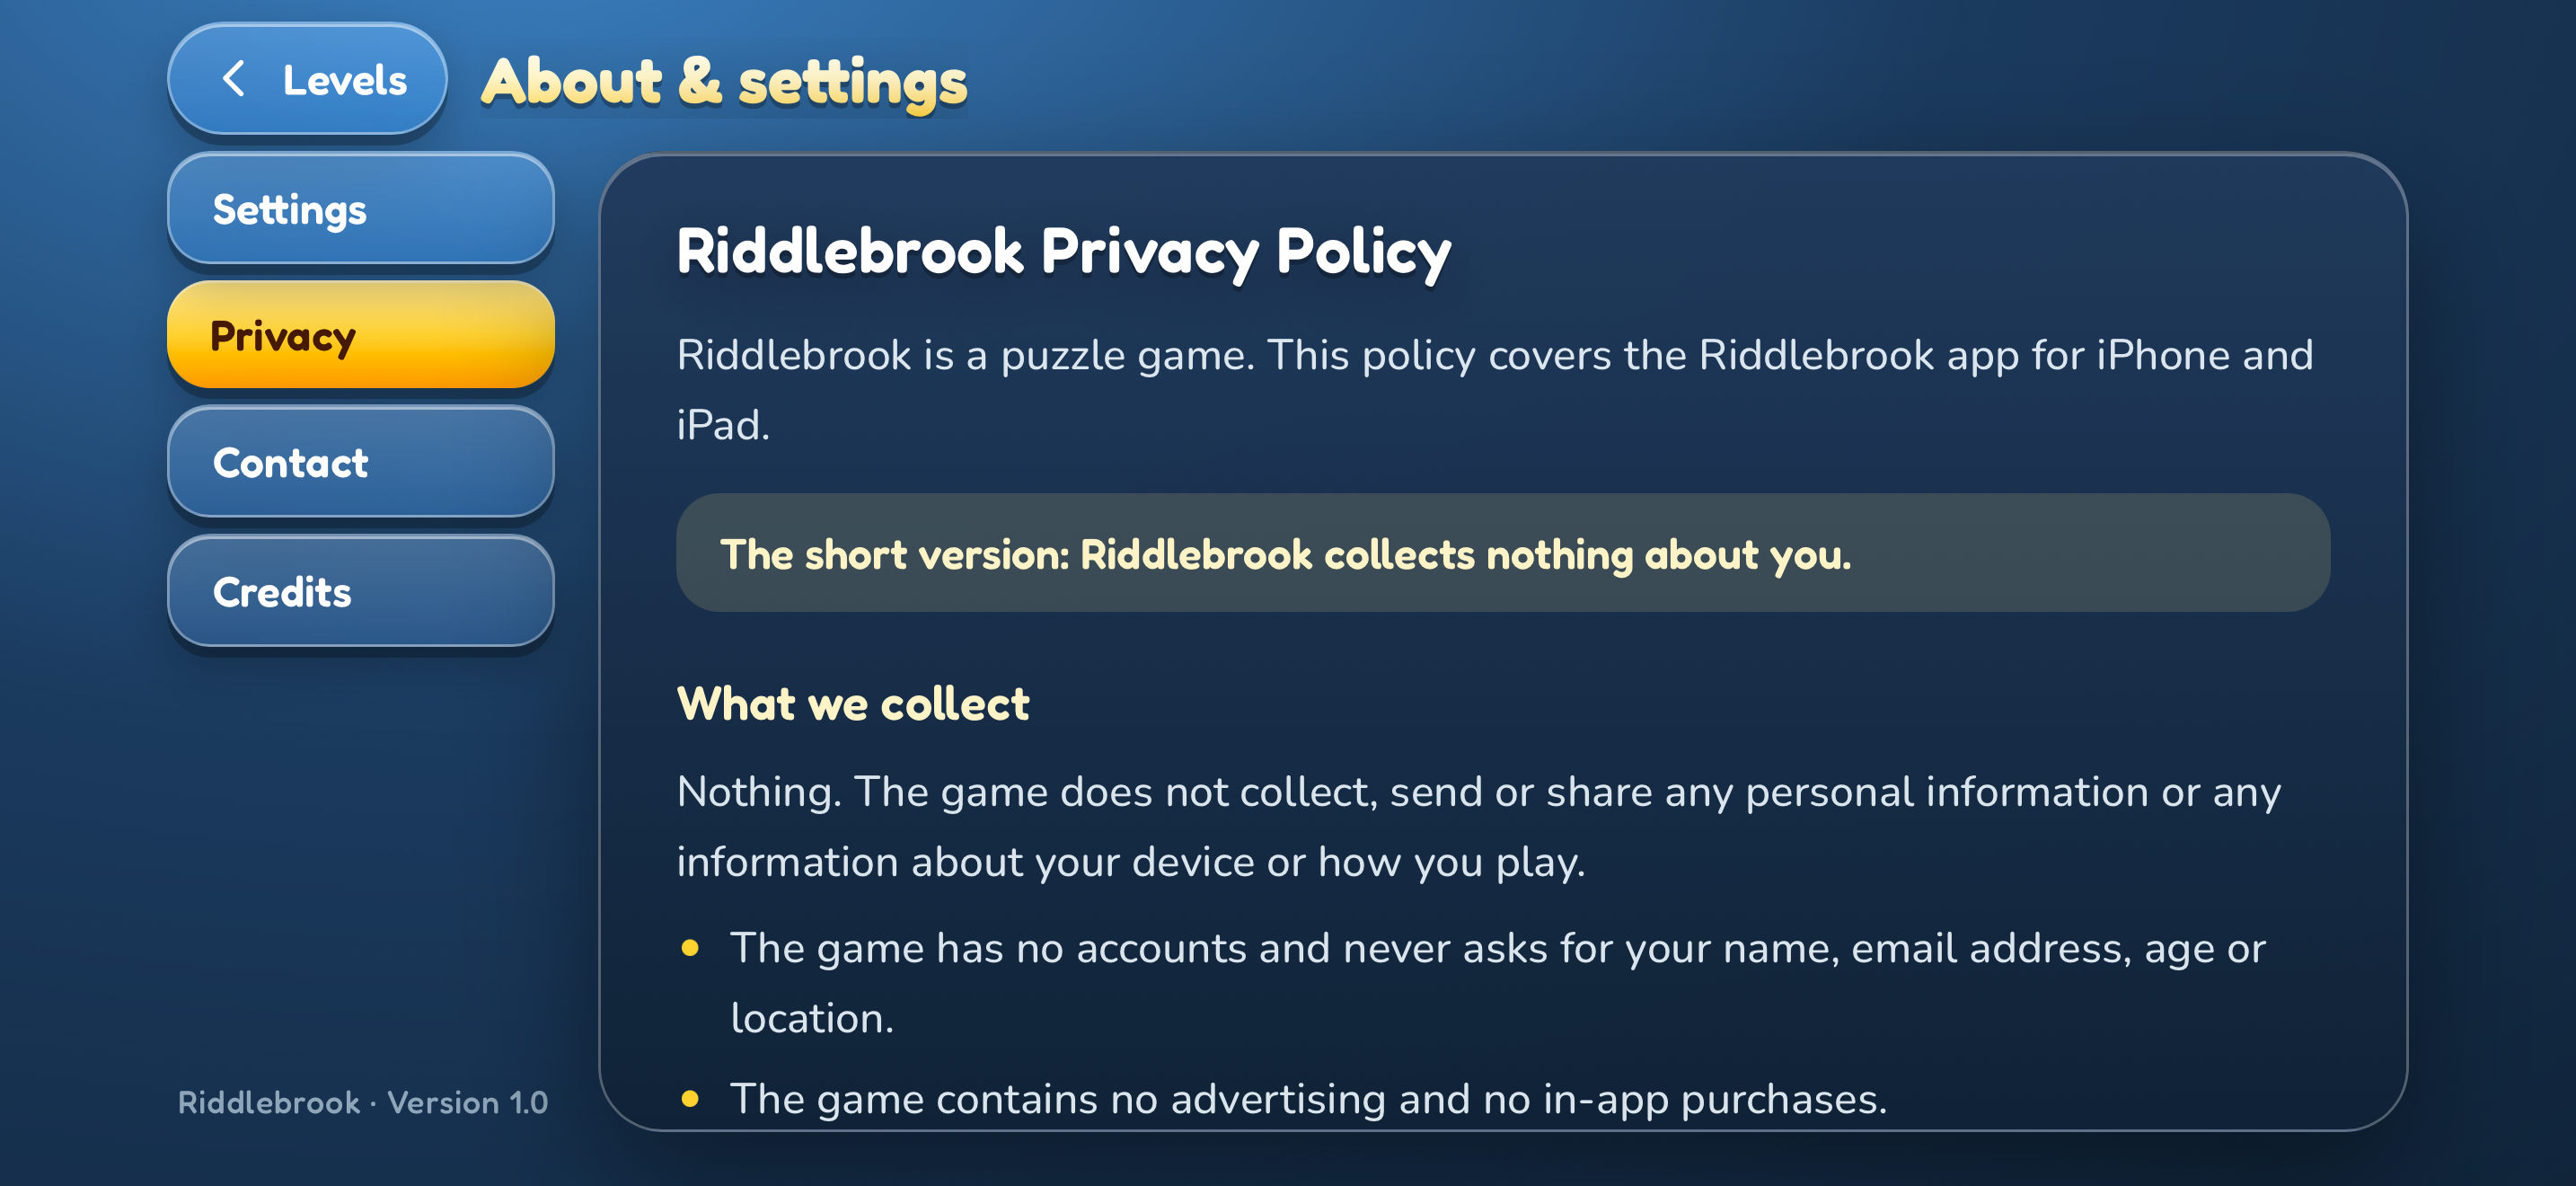 Levels
About & settings
Settings
Privacy
Contact
Credits
Riddlebrook · Version 1.0
Riddlebrook Privacy Policy
Riddlebrook is a puzzle game. This policy covers the Riddlebrook app for iPhone and
iPad.
The short version: Riddlebrook collects nothing about you.
What we collect
Nothing. The game does not collect, send or share any personal information or any
information about your device or how you play.
• The game has no accounts and never asks for your name, email address, age or
location.
• The game contains no advertising and no in-app purchases.